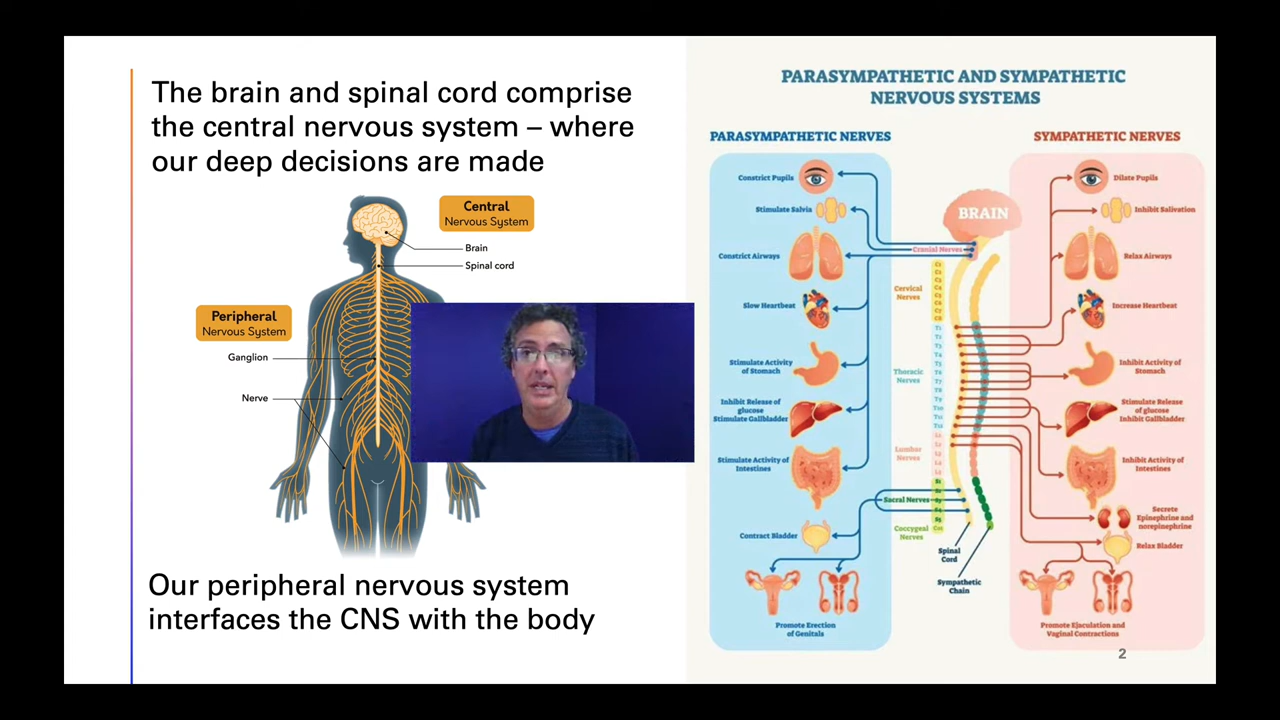 The brain and spinal cord comprise
the central nervous system – where
our deep decisions are made
Central
Nervous System
Brain
Spinal cord
Peripheral
Nervous System
Ganglion
Nerve
Our peripheral nervous system
interfaces the CNS with the body
PARASYMPATHETIC AND SYMPATHETIC
NERVOUS SYSTEMS
PARASYMPATHETIC NERVES
Constrict Pupils
Stimulate Salvia
Constrict Airways
Slow Heartbeat
Stimulate Activity
of Stomach
Inhibit Release of
glucose
Stimulate Gallbladder
Stimulate Activity of
Intestines
Contract Bladder
Promote Erection
of Genitals
BRAIN
Cranial Nerves
Cervical
Nerves
Thoracic
Nerves
Lumbar
Nerves
Sacral Nerves
Coccygeal
Nerves
Spinal
Cord
Sympathetic
Chain
SYMPATHETIC NERVES
Dilate Pupils
Inhibit Salivation
Relax Airways
Increase Heartbeat
Inhibit Activity of
Stomach
Stimulate Release
of glucose
Inhibit Gallbladder
Inhibit Activity of
Intestines
Secrete
Epinephrine and
norepinephrine
Relax Bladder
Promote Ejaculation and
Vaginal Contractions
2